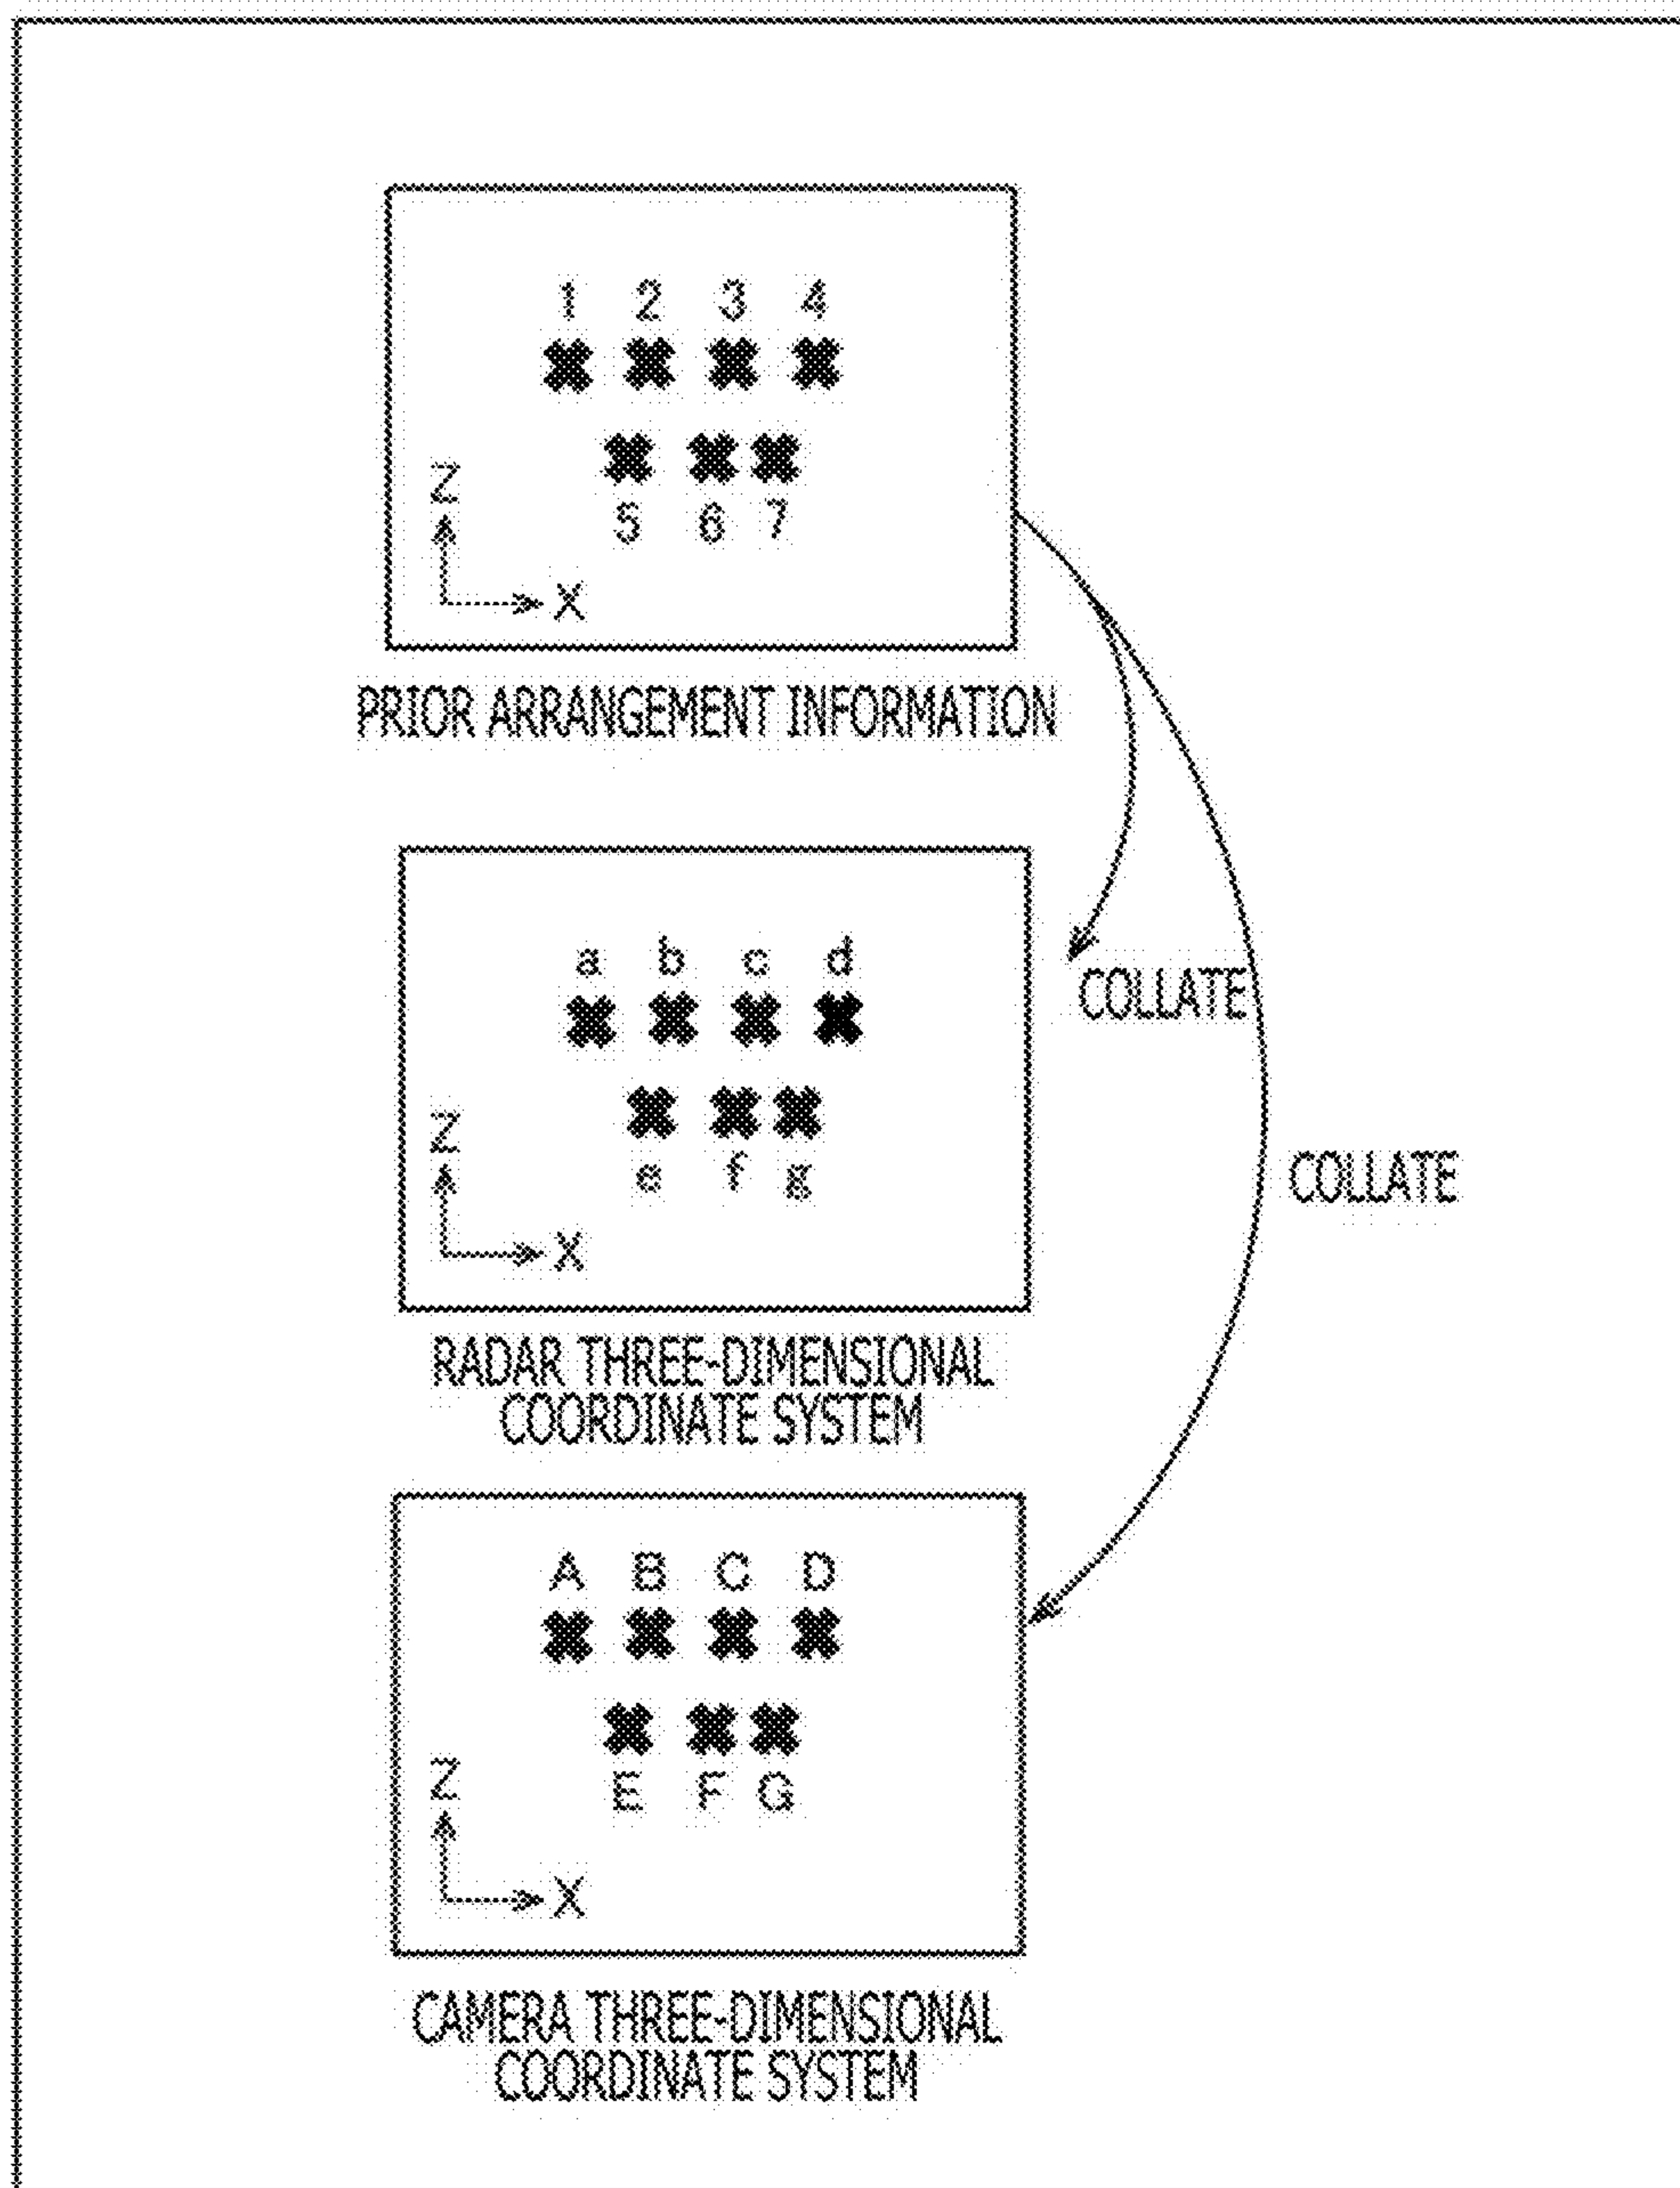 1 2 3 4
5 6 7
Z
X
PRIOR ARRANGEMENT INFORMATION
a b c d
COLLATE
e f g
Z
X
COLLATE
RADAR THREE-DIMENSIONAL
COORDINATE SYSTEM
A B C D
E F G
Z
X
CAMERA THREE-DIMENSIONAL
COORDINATE SYSTEM